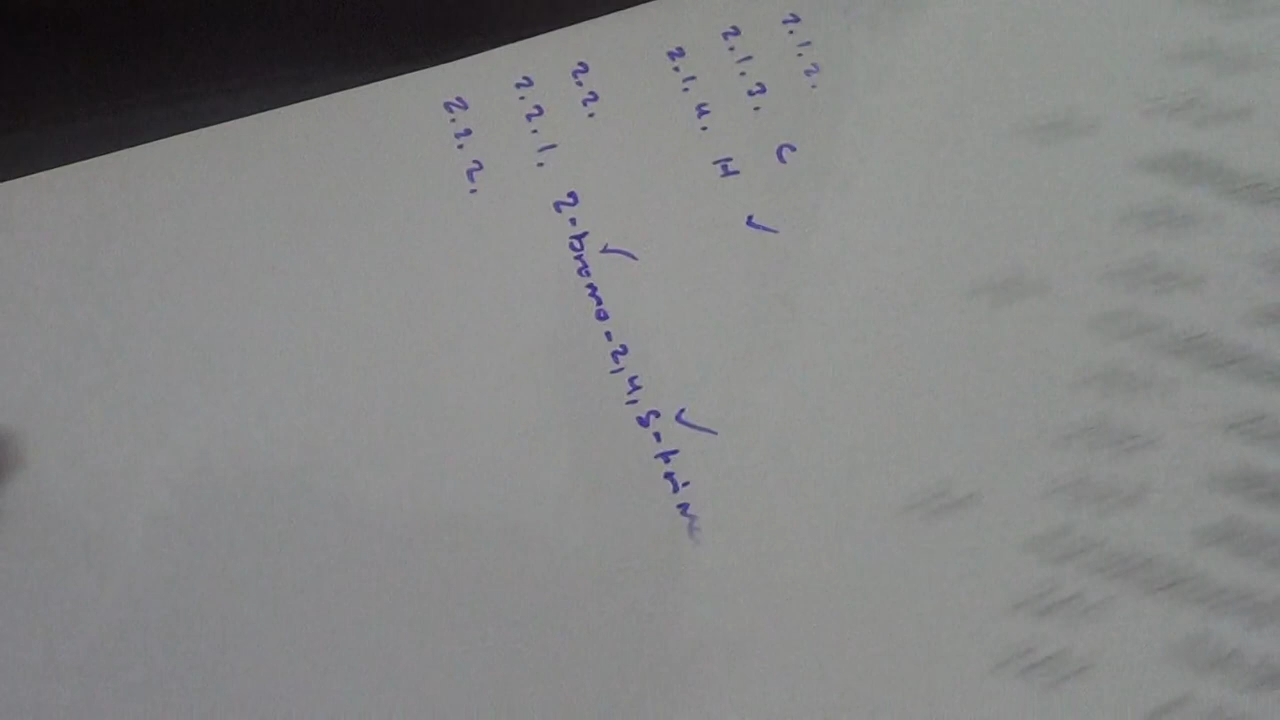 2.1.2.
2.1.3. C
2.1.4. H ✓
2.2.
2.2.1. 2-bromo-2,4,5-trim
2.2.2.